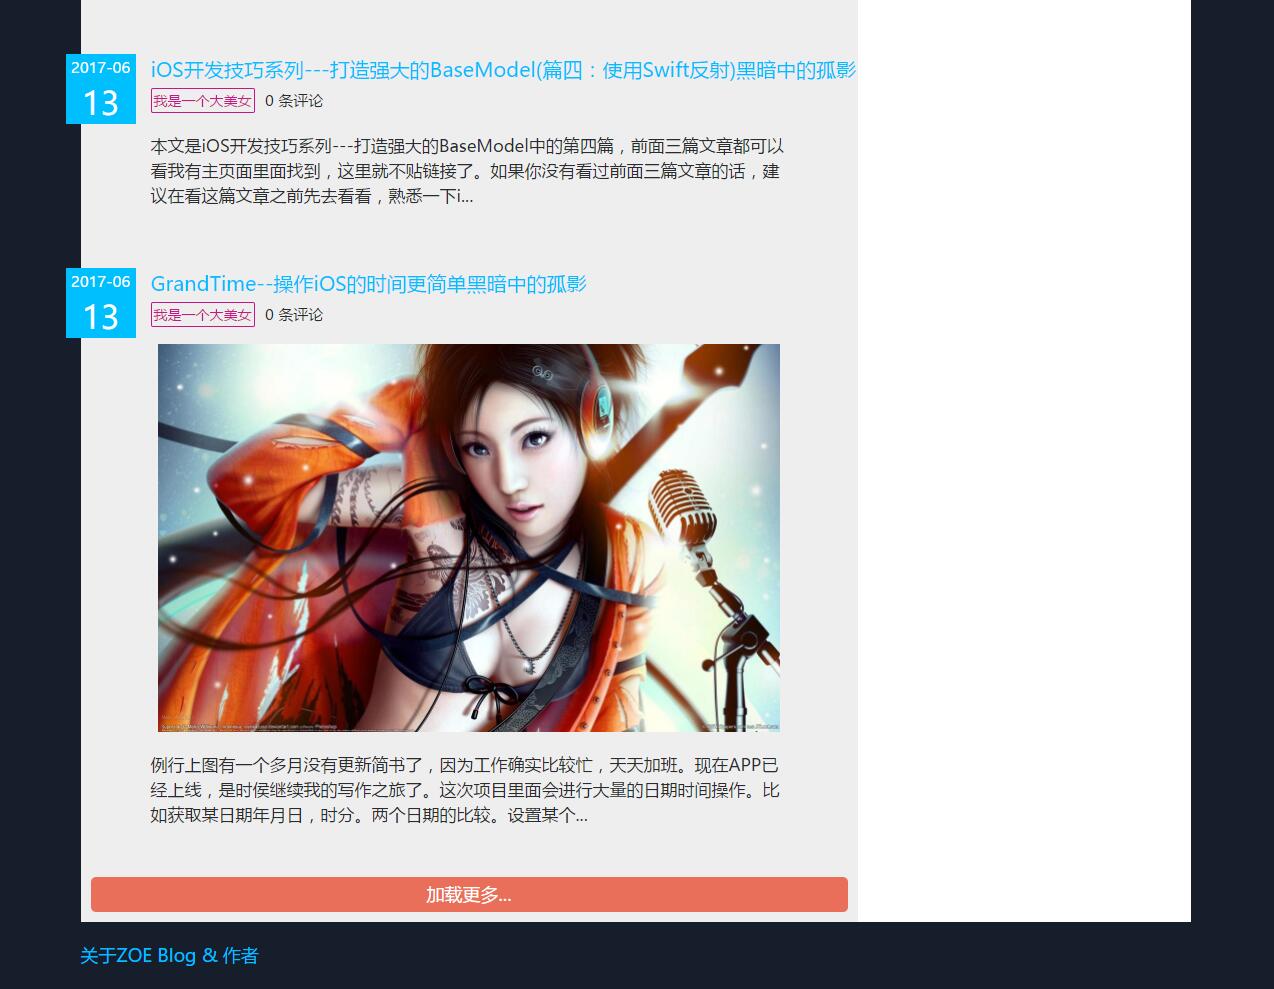 2017-06
13
iOS开发技巧系列---打造强大的BaseModel(篇四：使用Swift反射)黑暗中的孤影
我是一个大美女 0 条评论
本文是iOS开发技巧系列---打造强大的BaseModel中的第四篇，前面三篇文章都可以
看我有主页面里面找到，这里就不贴链接了。如果你没有看过前面三篇文章的话，建
议在看这篇文章之前先去看看，熟悉一下i...
2017-06
13
GrandTime--操作iOS的时间更简单黑暗中的孤影
我是一个大美女 0 条评论
例行上图有一个多月没有更新简书了，因为工作确实比较忙，天天加班。现在APP已
经上线，是时侯继续我的写作之旅了。这次项目里面会进行大量的日期时间操作。比
如获取某日期年月日，时分。两个日期的比较。设置某个...
加载更多...
关于ZOE Blog & 作者